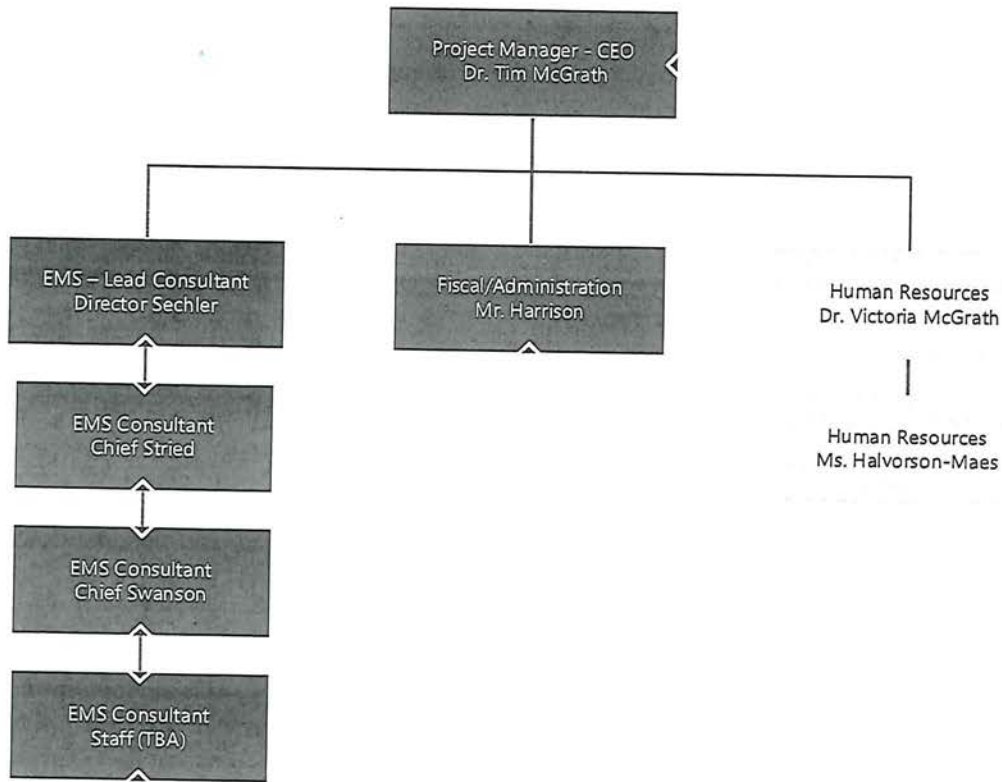 Project Manager - CEO
Dr. Tim McGrath
EMS – Lead Consultant
Director Sechler
Fiscal/Administration
Mr. Harrison
Human Resources
Dr. Victoria McGrath
EMS Consultant
Chief Stried
Human Resources
Ms. Halvorson-Maes
EMS Consultant
Chief Swanson
EMS Consultant
Staff (TBA)